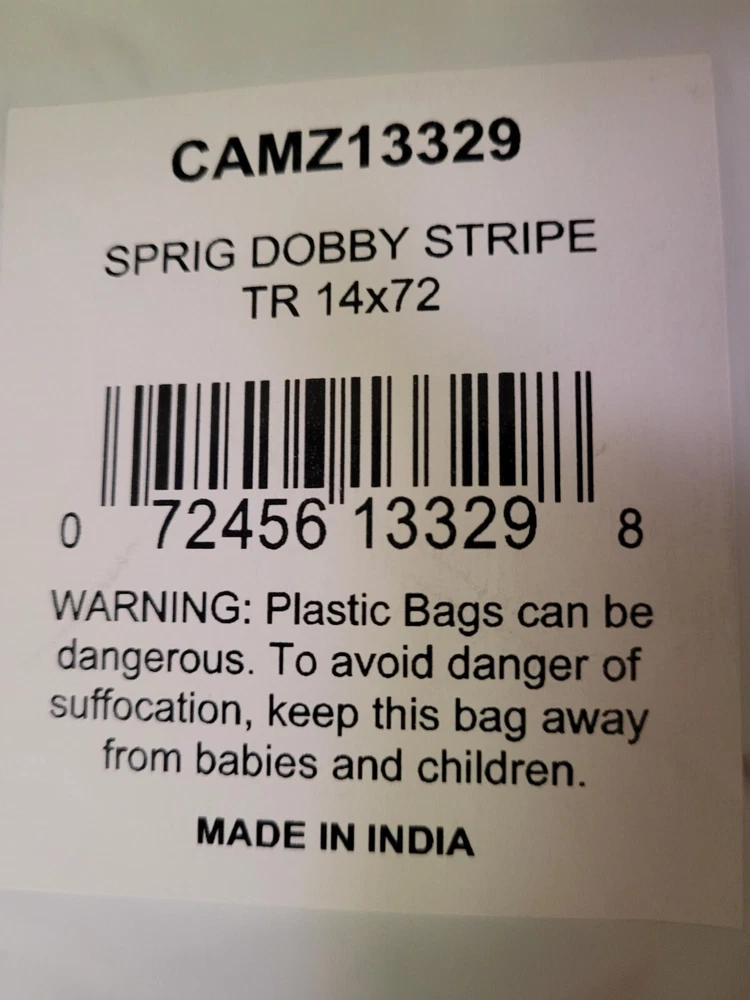 CAMZ13329
SPRIG DOBBY STRIPE
TR 14x72
0 72456 13329 8
WARNING: Plastic Bags can be
dangerous. To avoid danger of
suffocation, keep this bag away
from babies and children.
MADE IN INDIA